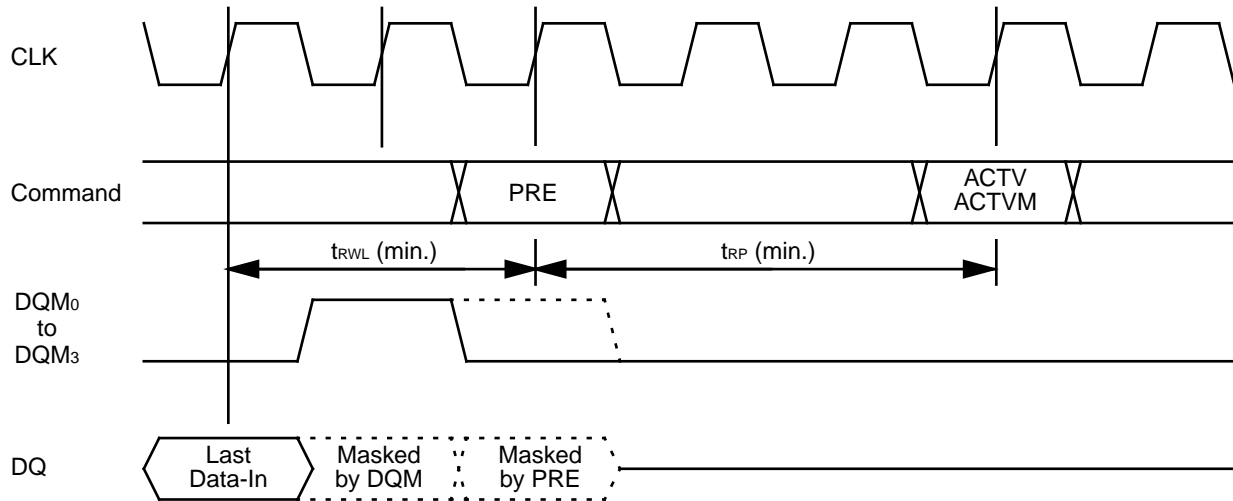 CLK
Command
PRE
ACTV
ACTVM
tRWL (min.)
tRP (min.)
DQM0
to
DQM3
DQ
Last
Data-In
Masked
by DQM
Masked
by PRE